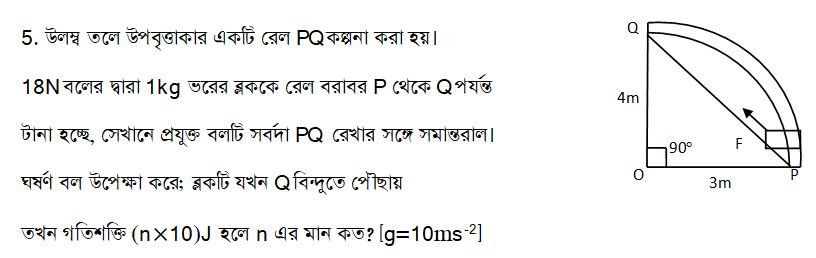 5. উলম্ব তলে উপবৃত্তাকার একটি রেল PQ কল্পনা করা হয়।
18N বলের দ্বারা 1kg ভরের ব্লককে রেল বরাবর P থেকে Q পর্যন্ত
টানা হচ্ছে, সেখানে প্রযুক্ত বলটি সর্বদা PQ রেখার সঙ্গে সমান্তরাল।
ঘর্ষণ বল উপেক্ষা করে; ব্লকটি যখন Q বিন্দুতে পৌছায়
তখন গতিশক্তি (n×10)J হলে n এর মান কত? [g=10ms⁻²]
Q
4m
90°
F
O
3m
P